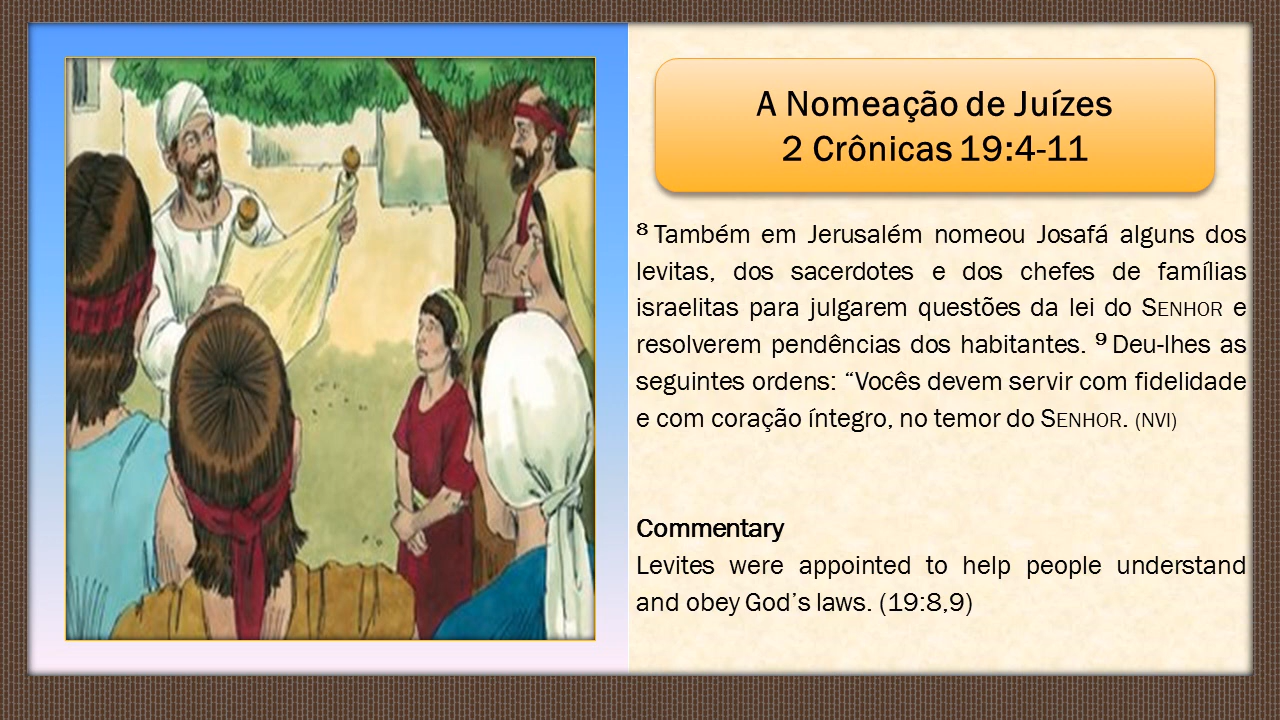 A Nomeação de Juízes
2 Crônicas 19:4-11
⁸ Também em Jerusalém nomeou Josafá alguns dos
levitas, dos sacerdotes e dos chefes de famílias
israelitas para julgarem questões da lei do SENHOR e
resolverem pendências dos habitantes. ⁹ Deu-lhes as
seguintes ordens: “Vocês devem servir com fidelidade
e com coração íntegro, no temor do SENHOR. (NVI)
Commentary
Levites were appointed to help people understand
and obey God’s laws. (19:8,9)